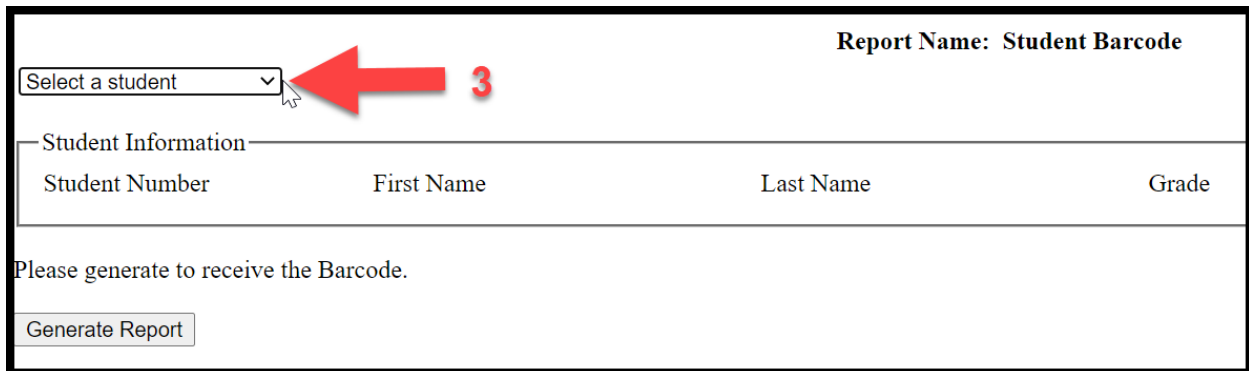 Report Name: Student Barcode
Select a student
3
Student Information
Student Number First Name Last Name Grade
Please generate to receive the Barcode.
Generate Report